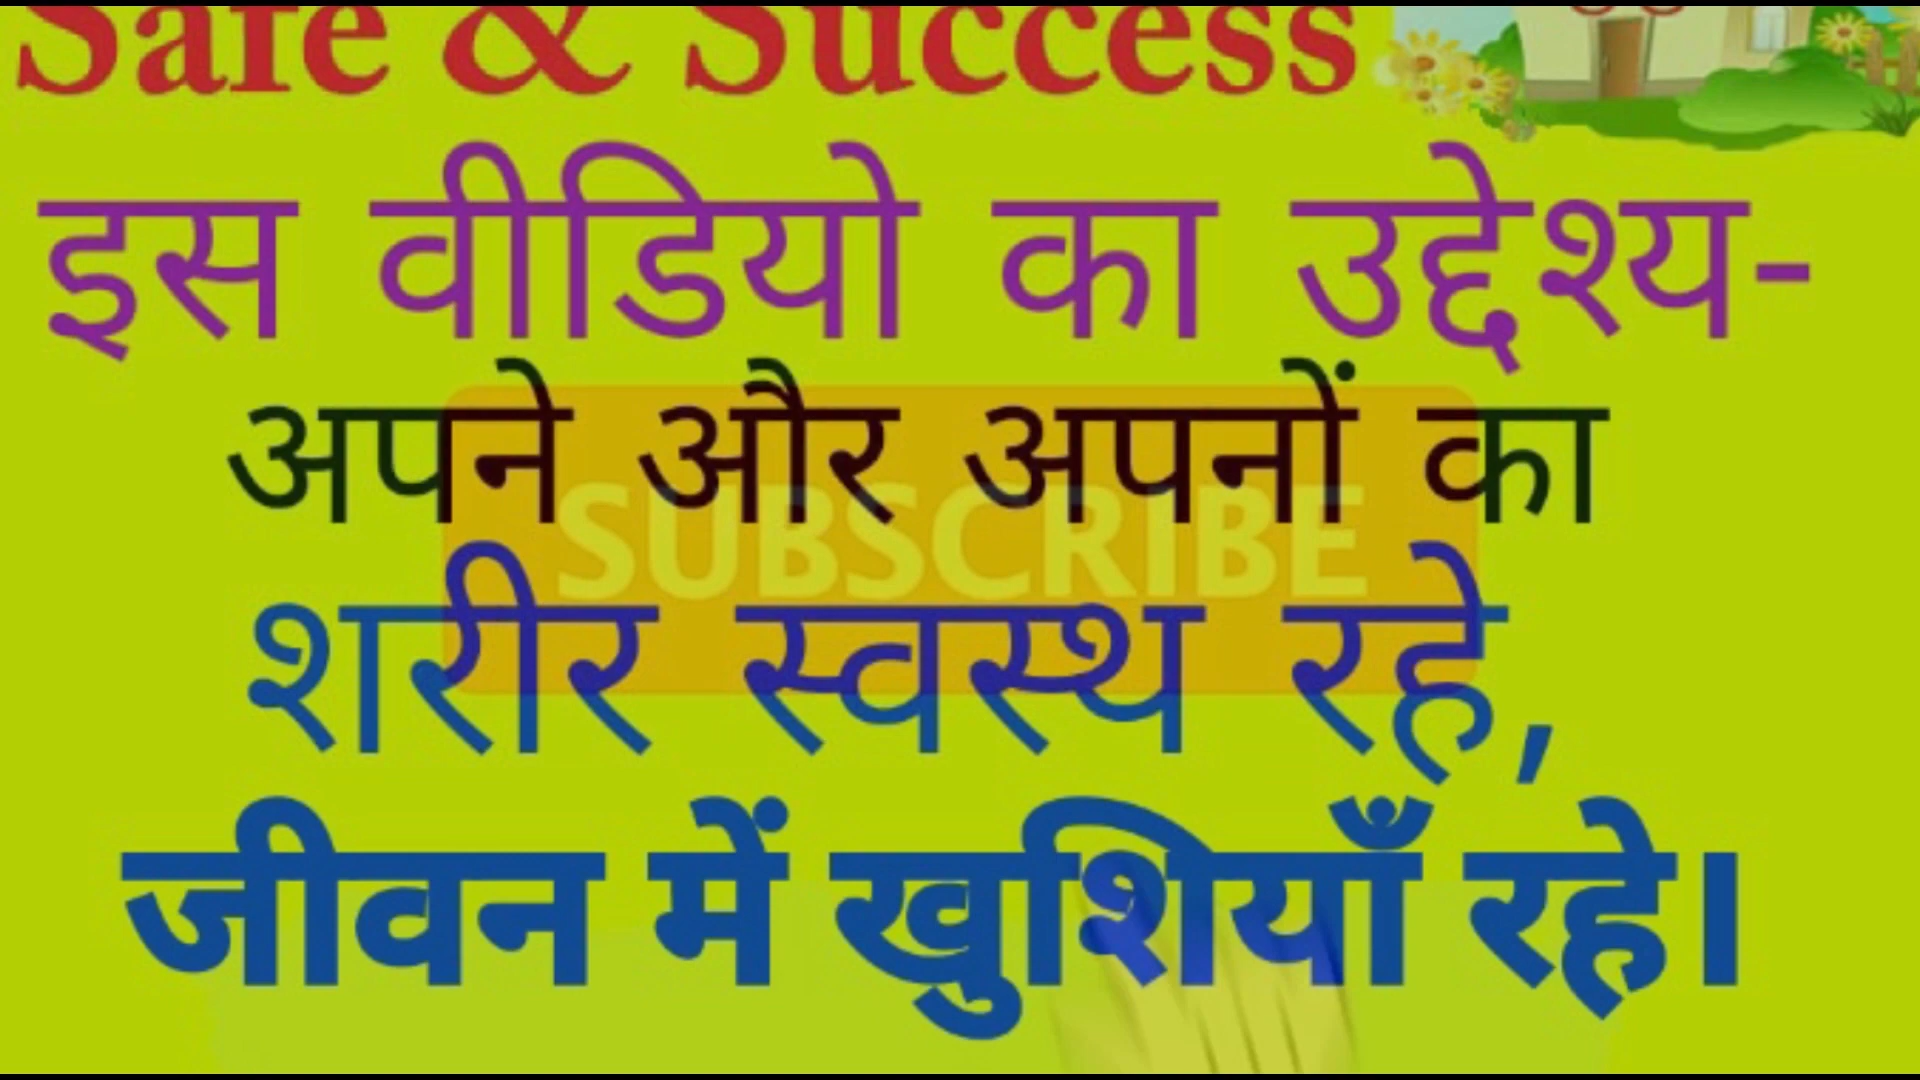 Safe & Success
इस वीडियो का उद्देश्य-
अपने और अपनों का
SUBSCRIBE
शरीर स्वस्थ रहे,
जीवन में खुशियाँ रहे।